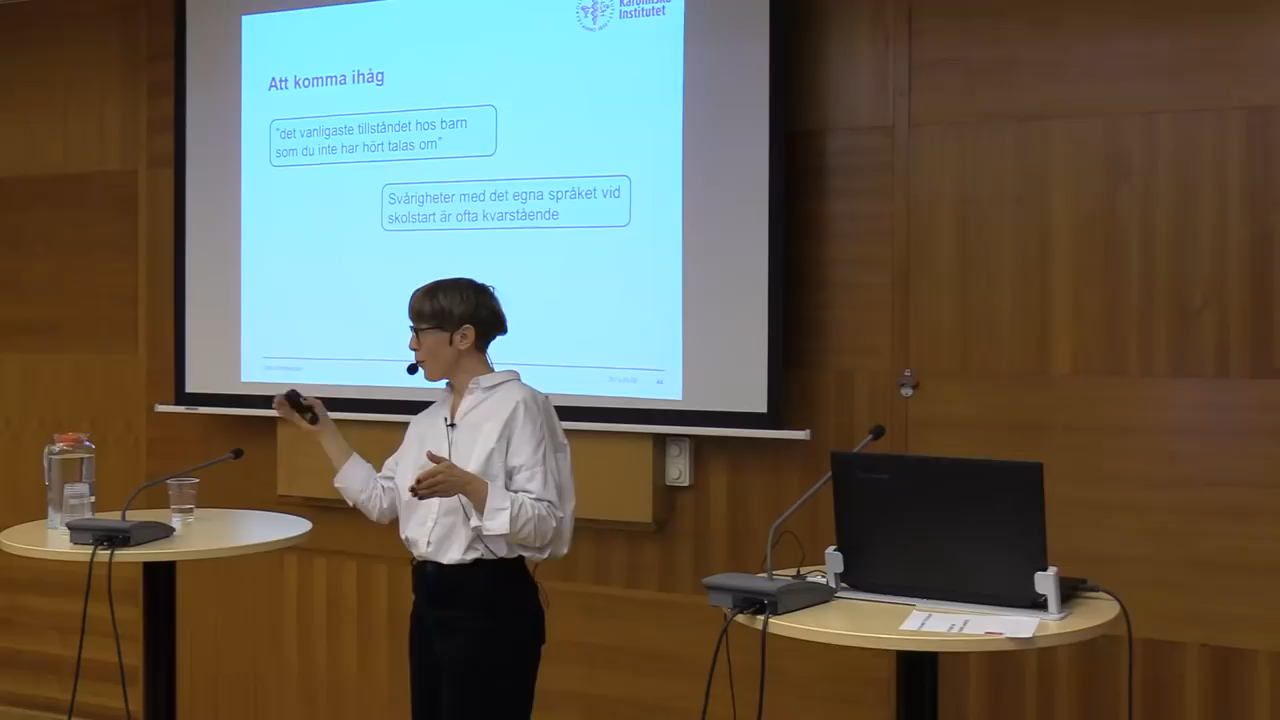 Karolinska
Institutet
Att komma ihåg
"det vanligaste tillståndet hos barn
som du inte har hört talas om"
Svårigheter med det egna språket vid
skolstart är ofta kvarstående
44